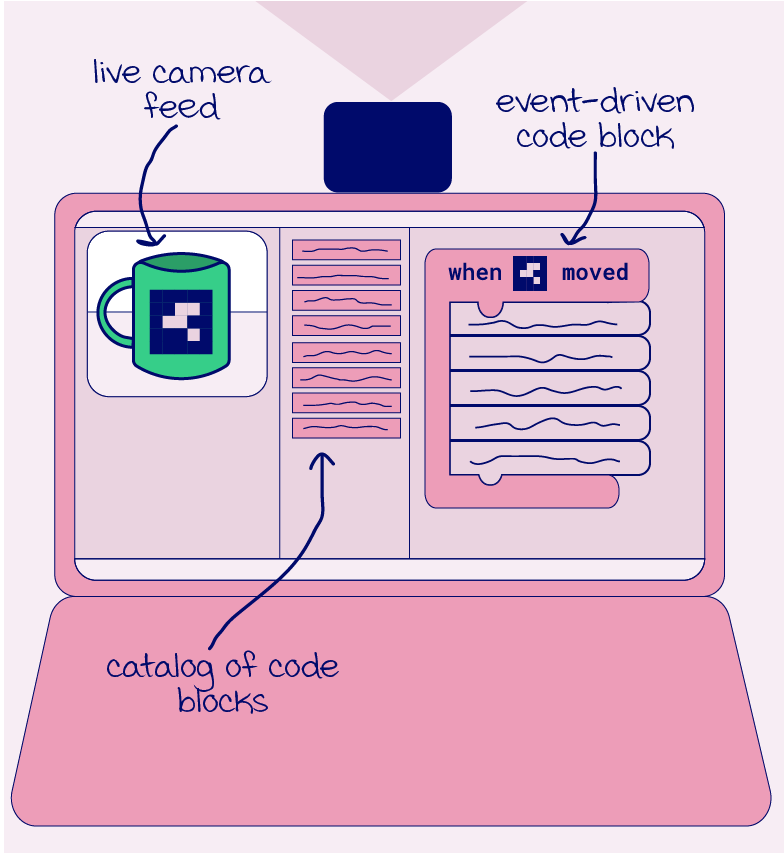 live camera
feed
event-driven
code block
when moved
catalog of code
blocks